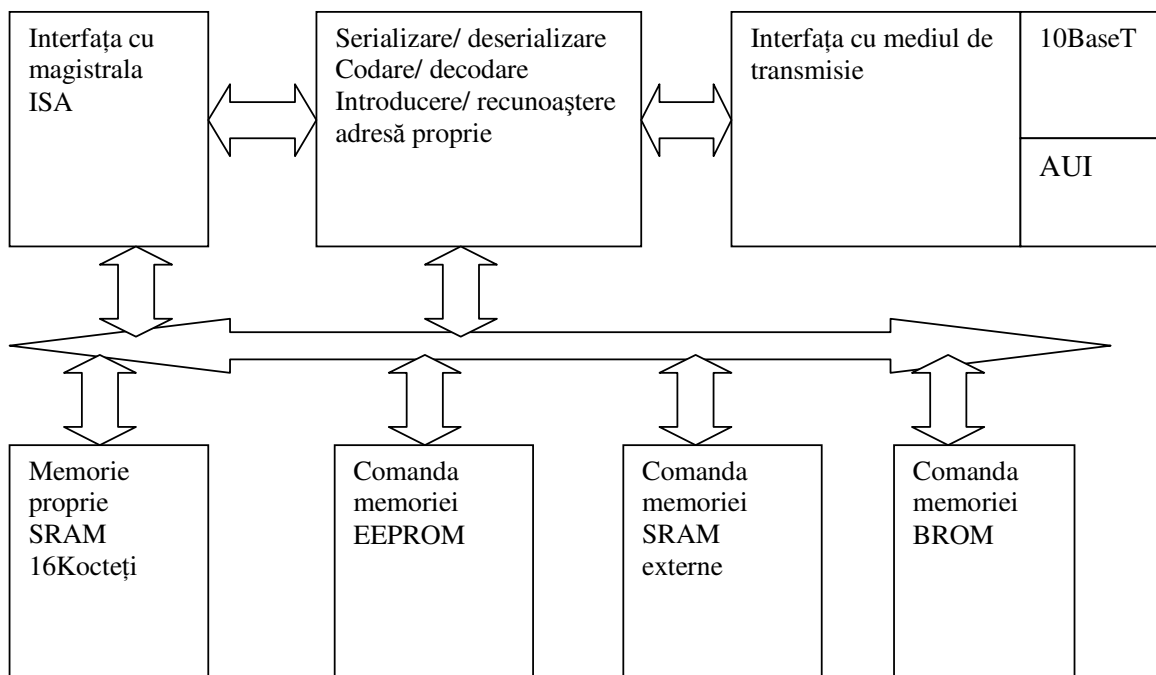 Interfața cu
magistrala
ISA
Serializare/ deserializare
Codare/ decodare
Introducere/ recunoaştere
adresă proprie
Interfața cu mediul de
transmisie
10BaseT
AUI
Memorie
proprie
SRAM
16Kocteți
Comanda
memoriei
EEPROM
Comanda
memoriei
SRAM
externe
Comanda
memoriei
BROM